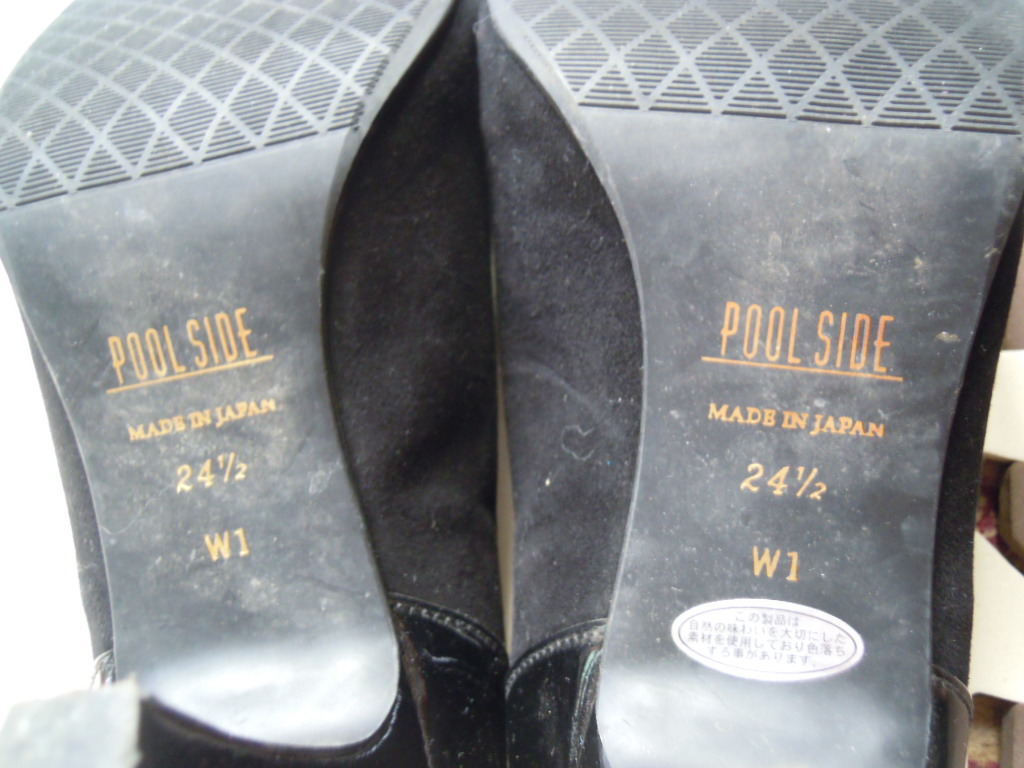 POOL SIDE
MADE IN JAPAN
24½
W1
POOL SIDE
MADE IN JAPAN
24½
W1
この製品は
自然の味わいを大切にした
素材を使用しており色落ち
する事があります。